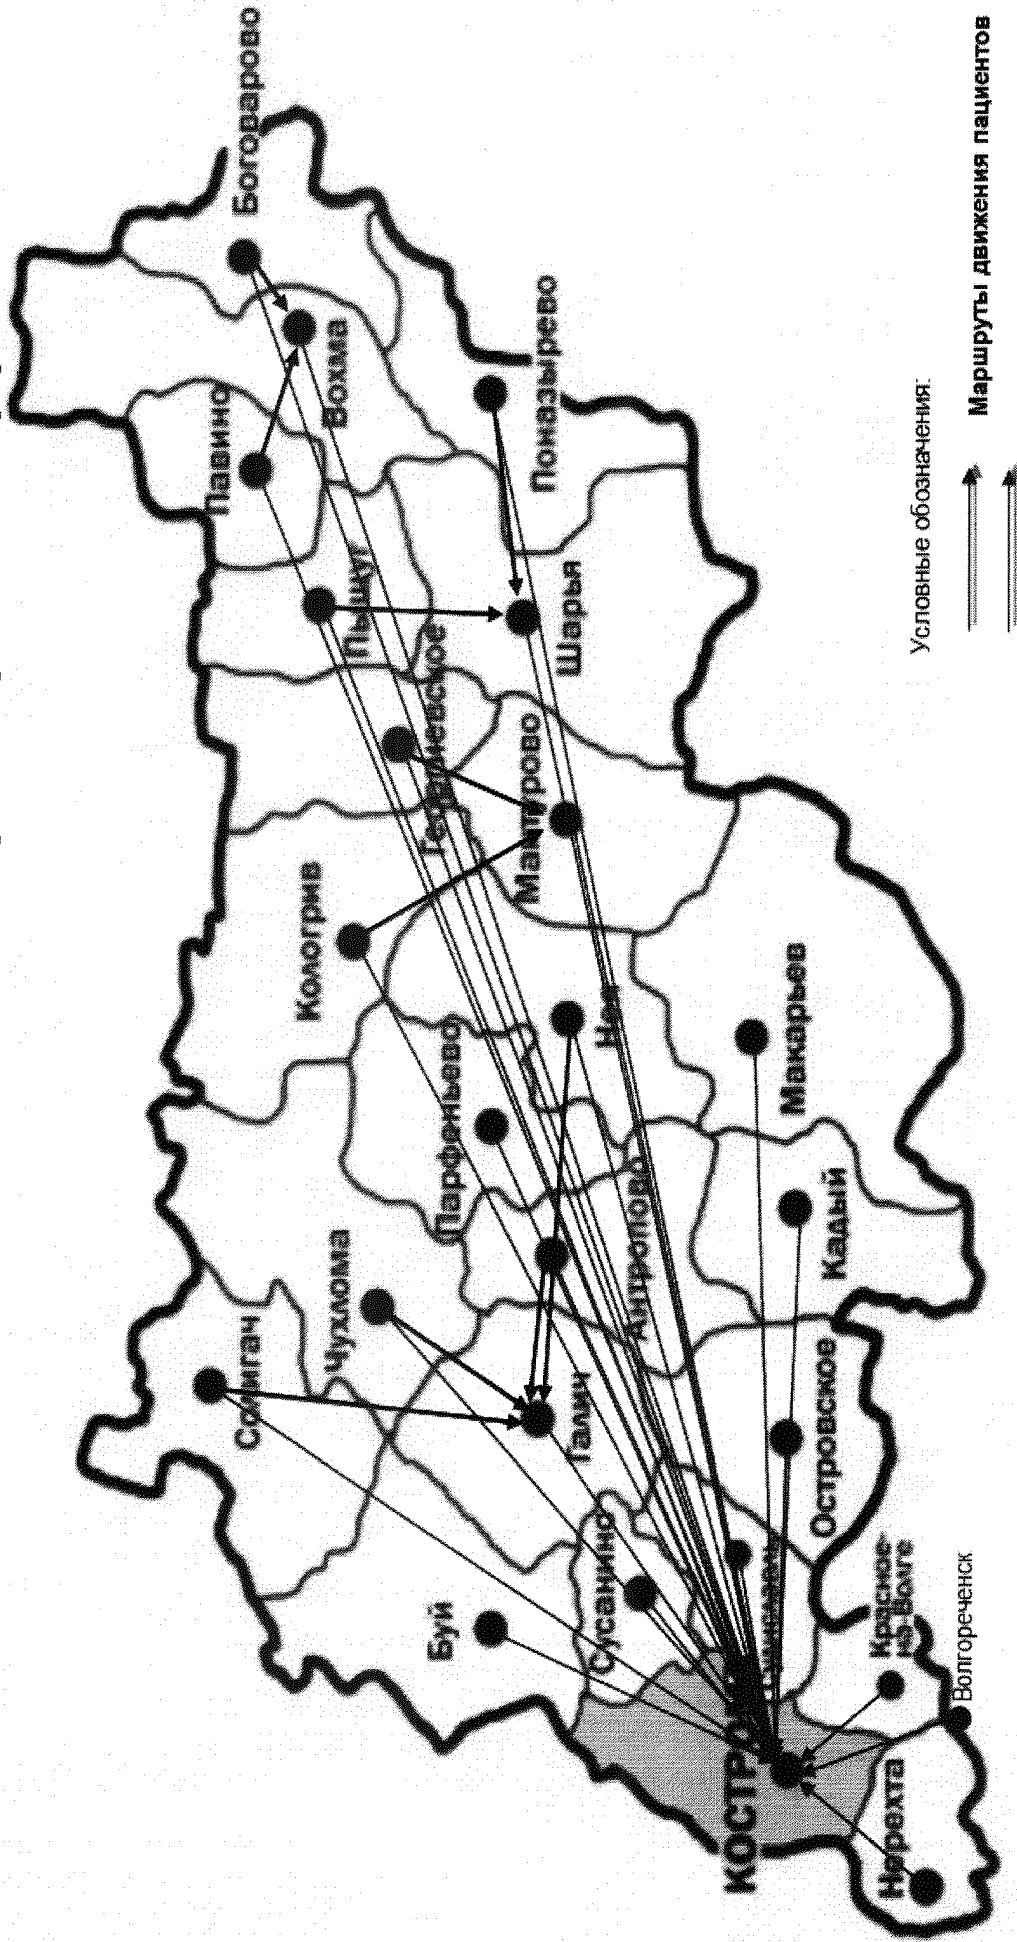 Боговарово
Вохма
Павино
Поназырево
Пыщуг
Шарья
Георгиевское
Мантурово
Кологрив
Нея
Макарьев
Парфеньево
Антропово
Кадый
Чухлома
Солигач
Галич
Островское
Сусанино
Буй
Красное-
на-Волге
Волгореченск
КОСТРОМА
Нерехта
Условные обозначения:
Маршруты движения пациентов